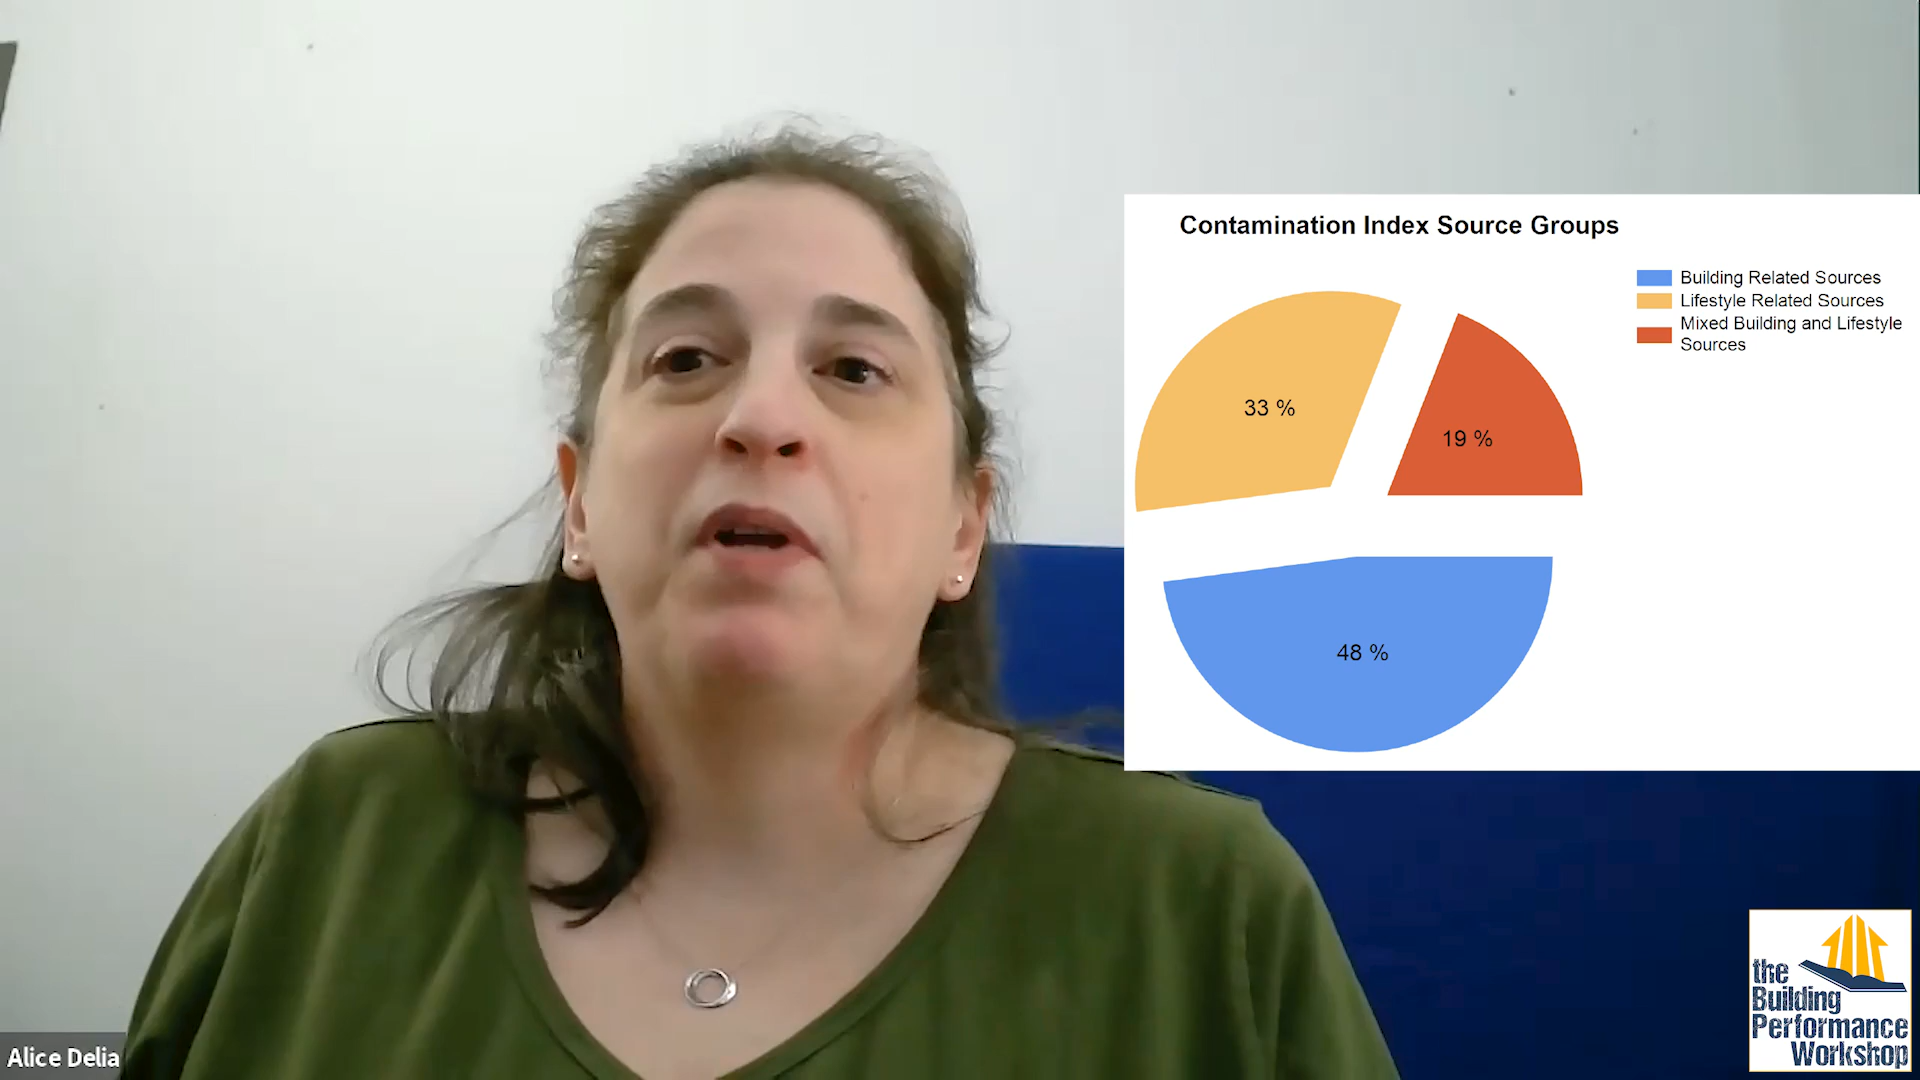 Contamination Index Source Groups
Building Related Sources
Lifestyle Related Sources
Mixed Building and Lifestyle
Sources
33 %
19 %
48 %
Alice Delia
the
Building
Performance
Workshop